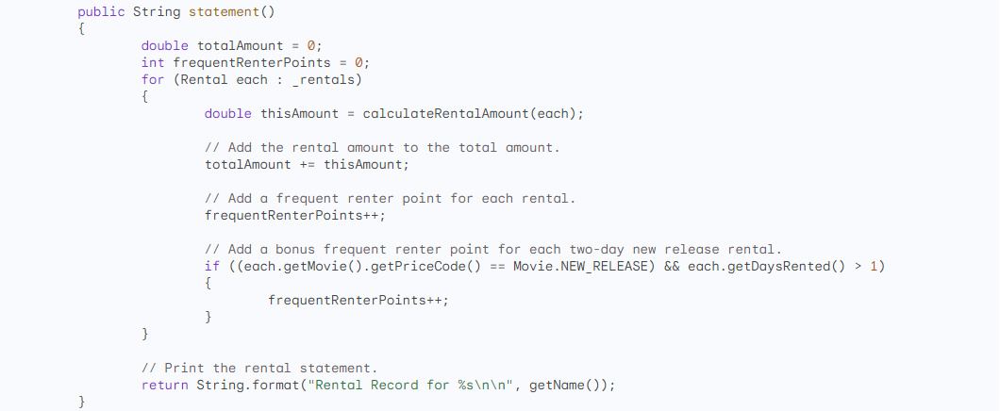 public String statement()
{
double totalAmount = 0;
int frequentRenterPoints = 0;
for (Rental each : _rentals)
{
double thisAmount = calculateRentalAmount(each);
// Add the rental amount to the total amount.
totalAmount += thisAmount;
// Add a frequent renter point for each rental.
frequentRenterPoints++;
// Add a bonus frequent renter point for each two-day new release rental.
if ((each.getMovie().getPriceCode() == Movie.NEW_RELEASE) && each.getDaysRented() > 1)
{
frequentRenterPoints++;
}
}
// Print the rental statement.
return String.format("Rental Record for %s\n\n", getName());
}